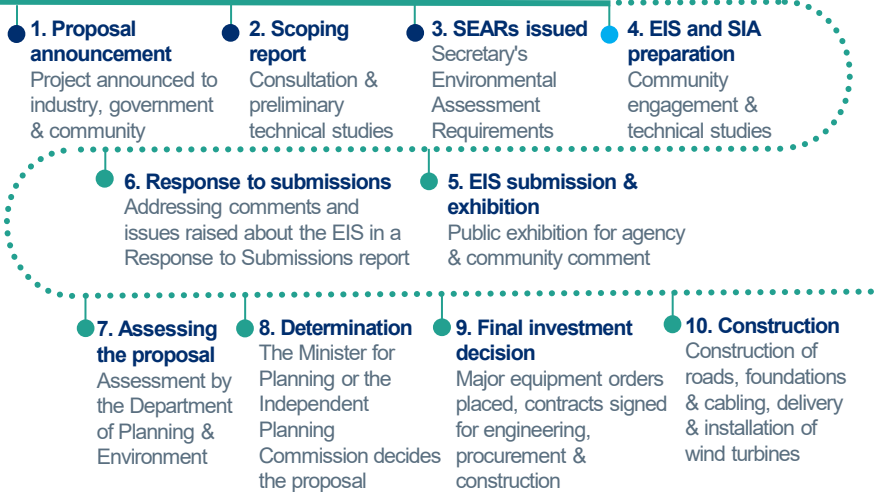 1. Proposal
announcement
Project announced to
industry, government
& community
2. Scoping
report
Consultation &
preliminary
technical studies
3. SEARs issued
Secretary's
Environmental
Assessment
Requirements
4. EIS and SIA
preparation
Community
engagement &
technical studies
5. EIS submission &
exhibition
Public exhibition for agency
& community comment
6. Response to submissions
Addressing comments and
issues raised about the EIS in a
Response to Submissions report
7. Assessing
the proposal
Assessment by
the Department
of Planning &
Environment
8. Determination
The Minister for
Planning or the
Independent
Planning
Commission decides
the proposal
9. Final investment
decision
Major equipment orders
placed, contracts signed
for engineering,
procurement &
construction
10. Construction
Construction of
roads, foundations
& cabling, delivery
& installation of
wind turbines